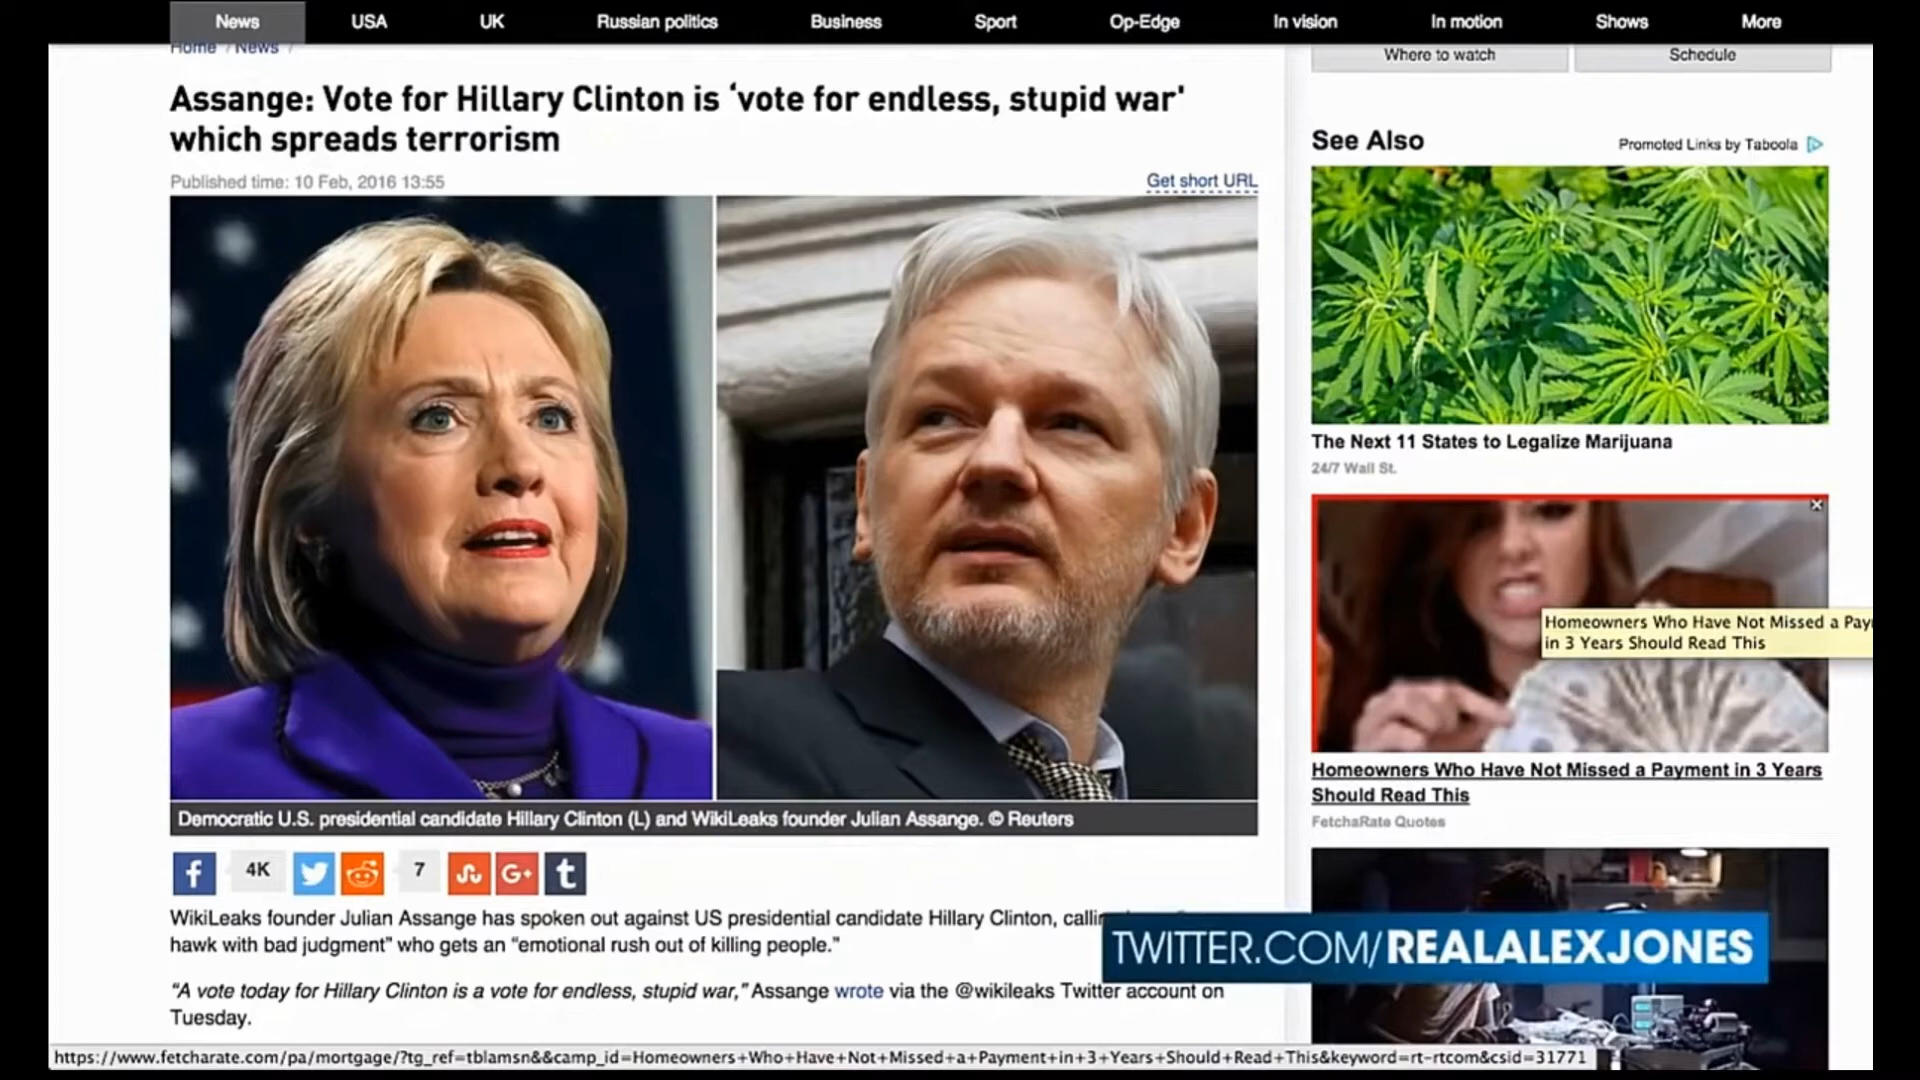 News USA UK Russian politics Business Sport Op-Edge In vision In motion Shows More
Home / News /
Where to watch
Schedule
Assange: Vote for Hillary Clinton is ‘vote for endless, stupid war'
which spreads terrorism
Published time: 10 Feb, 2016 13:55
Get short URL
Democratic U.S. presidential candidate Hillary Clinton (L) and WikiLeaks founder Julian Assange. © Reuters
f 4K 7 G+ t
WikiLeaks founder Julian Assange has spoken out against US presidential candidate Hillary Clinton,
hawk with bad judgment” who gets an “emotional rush out of killing people.”
“A vote today for Hillary Clinton is a vote for endless, stupid war,” Assange wrote via the @wikileaks Twitter account on
Tuesday.
See Also
Promoted Links by Taboola
The Next 11 States to Legalize Marijuana
24/7 Wall St.
Homeowners Who Have Not Missed a
in 3 Years Should Read This
Homeowners Who Have Not Missed a Payment in 3 Years
Should Read This
FetchaRate Quotes
TWITTER.COM/REALALEXJONES
https://www.fetcharate.com/pa/mortgage/?tg_ref=tblamsn&&camp_id=Homeowners+Who+Have+Not+Missed+a+Payment+in+3+Years+Should+Read+This&keyword=rt-rtcom&csid=31771